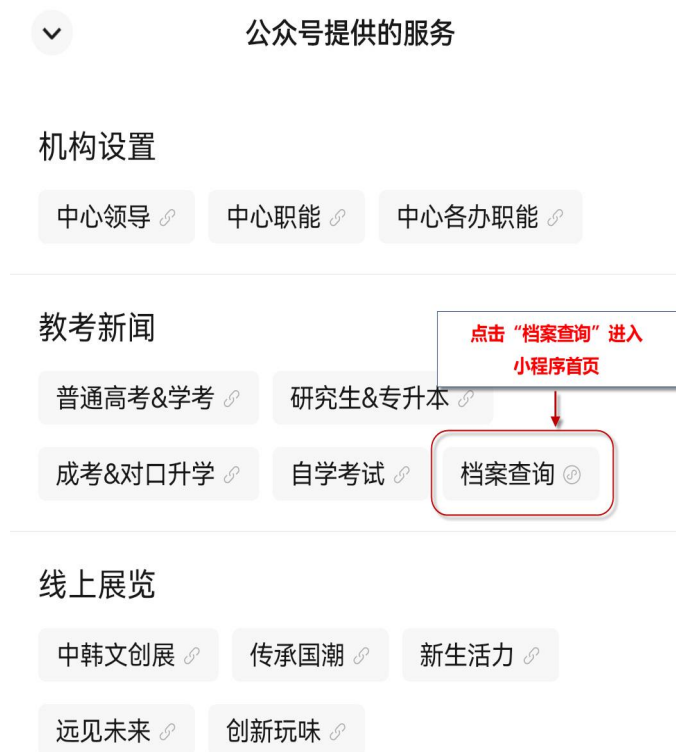 公众号提供的服务
机构设置
中心领导 中心职能 中心各办职能
教考新闻
点击“档案查询”进入
小程序首页
普通高考&学考 研究生&专升本
成考&对口升学 自学考试 档案查询
线上展览
中韩文创展 传承国潮 新生活力
远见未来 创新玩味